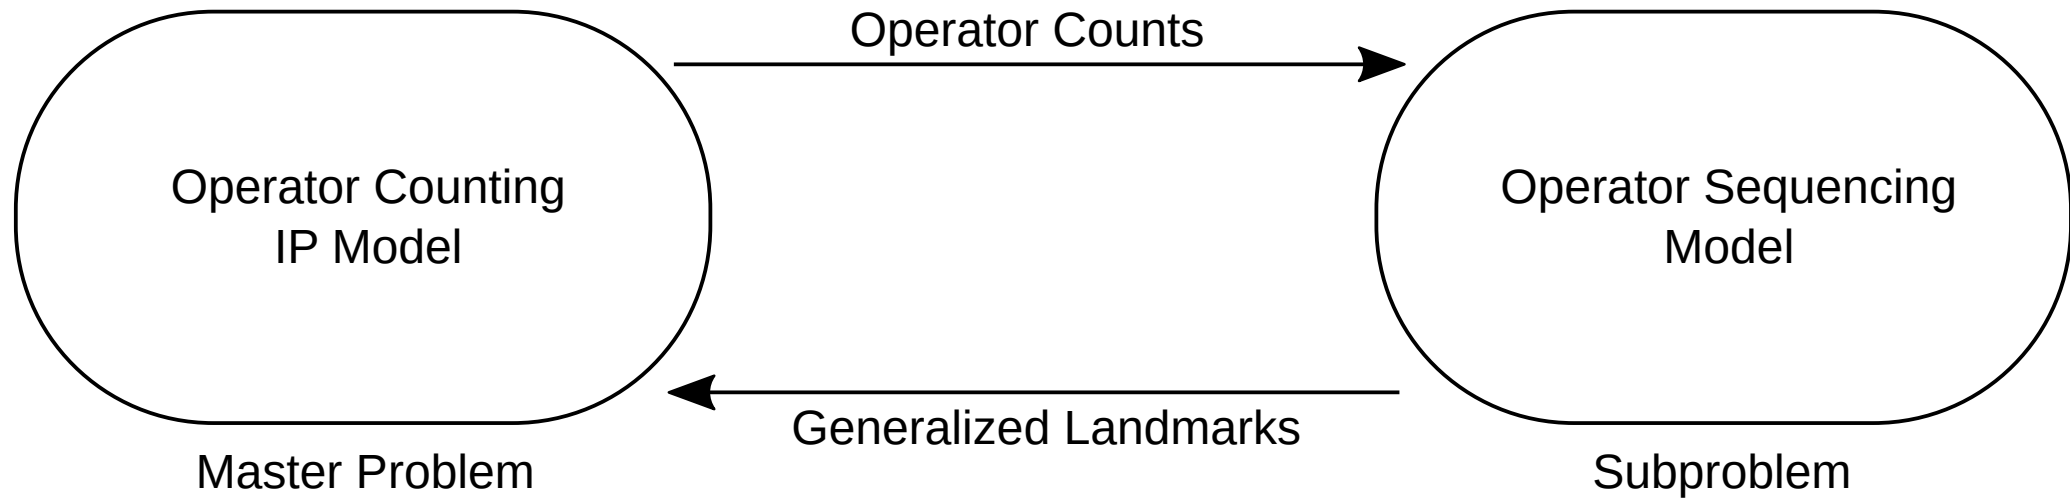 Operator Counts
Operator Counting
IP Model
Operator Sequencing
Model
Generalized Landmarks
Master Problem
Subproblem